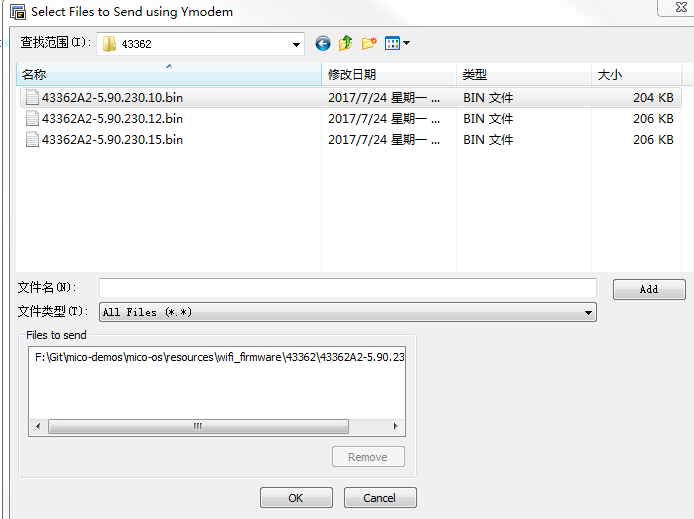 Select Files to Send using Ymodem
查找范围(I):
43362
名称 修改日期 类型 大小
43362A2-5.90.230.10.bin 2017/7/24 星期一 ... BIN 文件 204 KB
43362A2-5.90.230.12.bin 2017/7/24 星期一 ... BIN 文件 206 KB
43362A2-5.90.230.15.bin 2017/7/24 星期一 ... BIN 文件 206 KB
文件名(N): Add
文件类型(T): All Files (*.*)
Files to send
F:\Git\mico-demos\mico-os\resources\wifi_firmware\43362\43362A2-5.90.23
Remove
OK Cancel